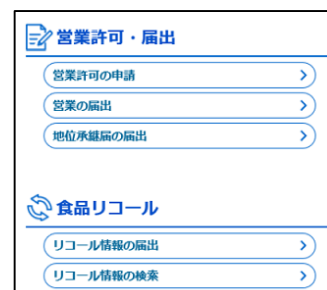 営業許可・届出
営業許可の申請
営業の届出
地位承継届の届出
食品リコール
リコール情報の届出
リコール情報の検索